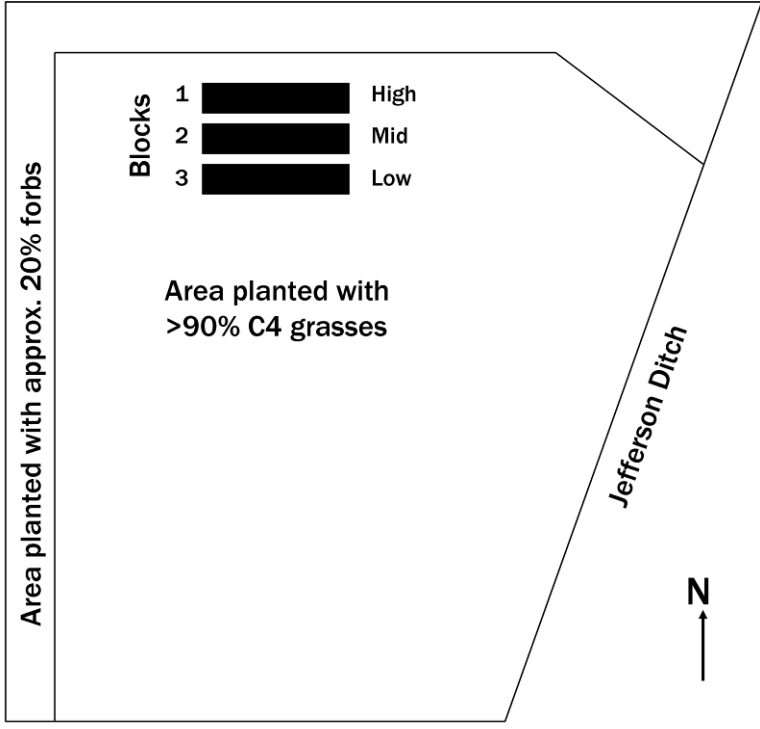 Blocks
1 High
2 Mid
3 Low
Area planted with approx. 20% forbs
Area planted with
>90% C4 grasses
Jefferson Ditch
N